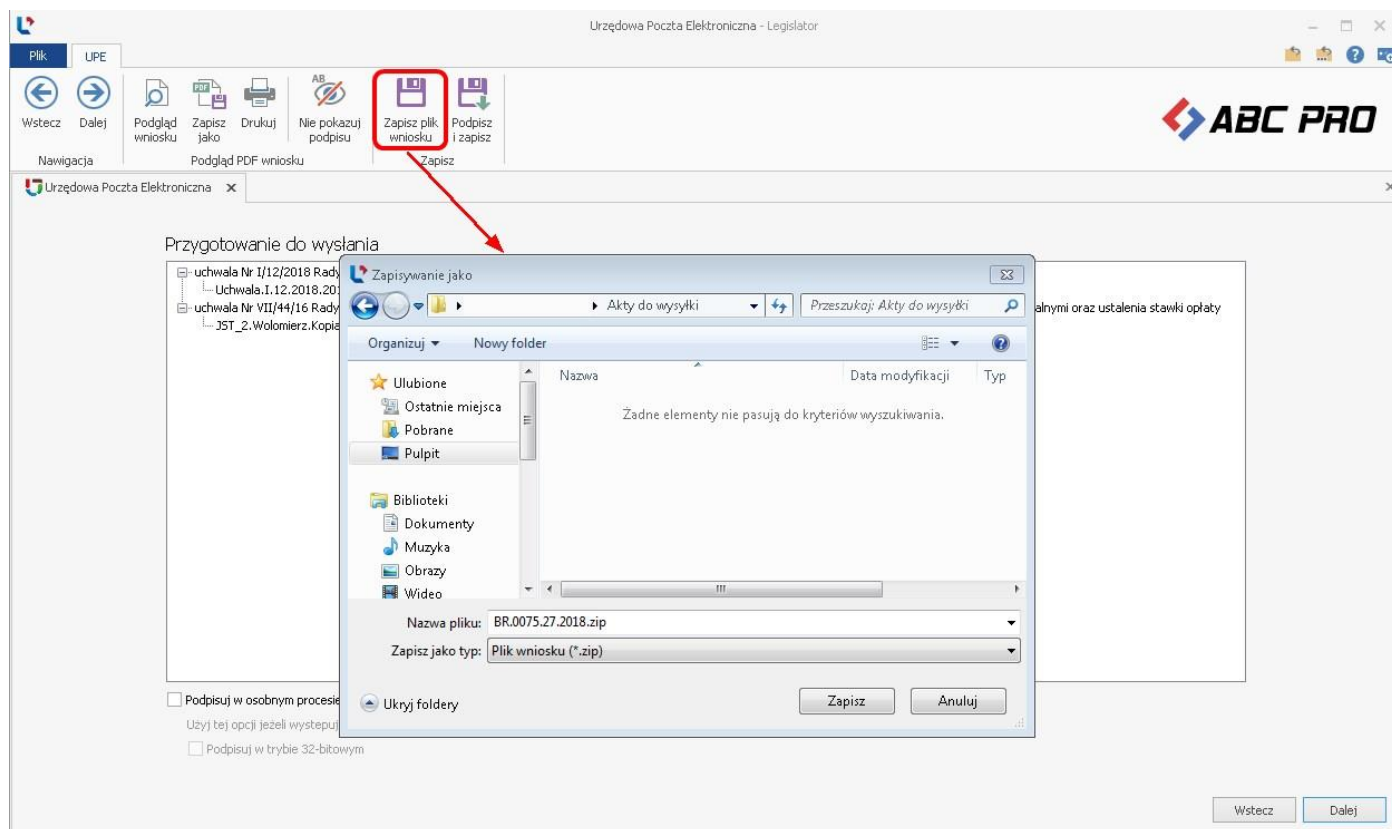 Urzędowa Poczta Elektroniczna - Legislator
Plik UPE
Wstecz Dalej Podgląd wniosku Zapisz jako Drukuj Nie pokazuj podpisu Zapisz plik wniosku Podpisz i zapisz
Nawigacja Podgląd PDF wniosku Zapisz
ABC PRO
Urzędowa Poczta Elektroniczna
Przygotowanie do wysłania
uchwala Nr I/12/2018 Rady
Uchwala.I.12.2018.201
uchwala Nr VII/44/16 Rady
alnymi oraz ustalenia stawki opłaty
JST_2.Wolomierz.Kopia
Zapisywanie jako
Akty do wysyłki Przeszukaj: Akty do wysyłki
Organizuj Nowy folder
Nazwa Data modyfikacji Typ
Żadne elementy nie pasują do kryteriów wyszukiwania.
Ulubione
Ostatnie miejsca
Pobrane
Pulpit
Biblioteki
Dokumenty
Muzyka
Obrazy
Wideo
Nazwa pliku: BR.0075.27.2018.zip
Zapisz jako typ: Plik wniosku (*.zip)
Ukryj foldery Zapisz Anuluj
Podpisuj w osobnym procesie
Użyj tej opcji jeżeli wystepuj
Podpisuj w trybie 32-bitowym
Wstecz Dalej